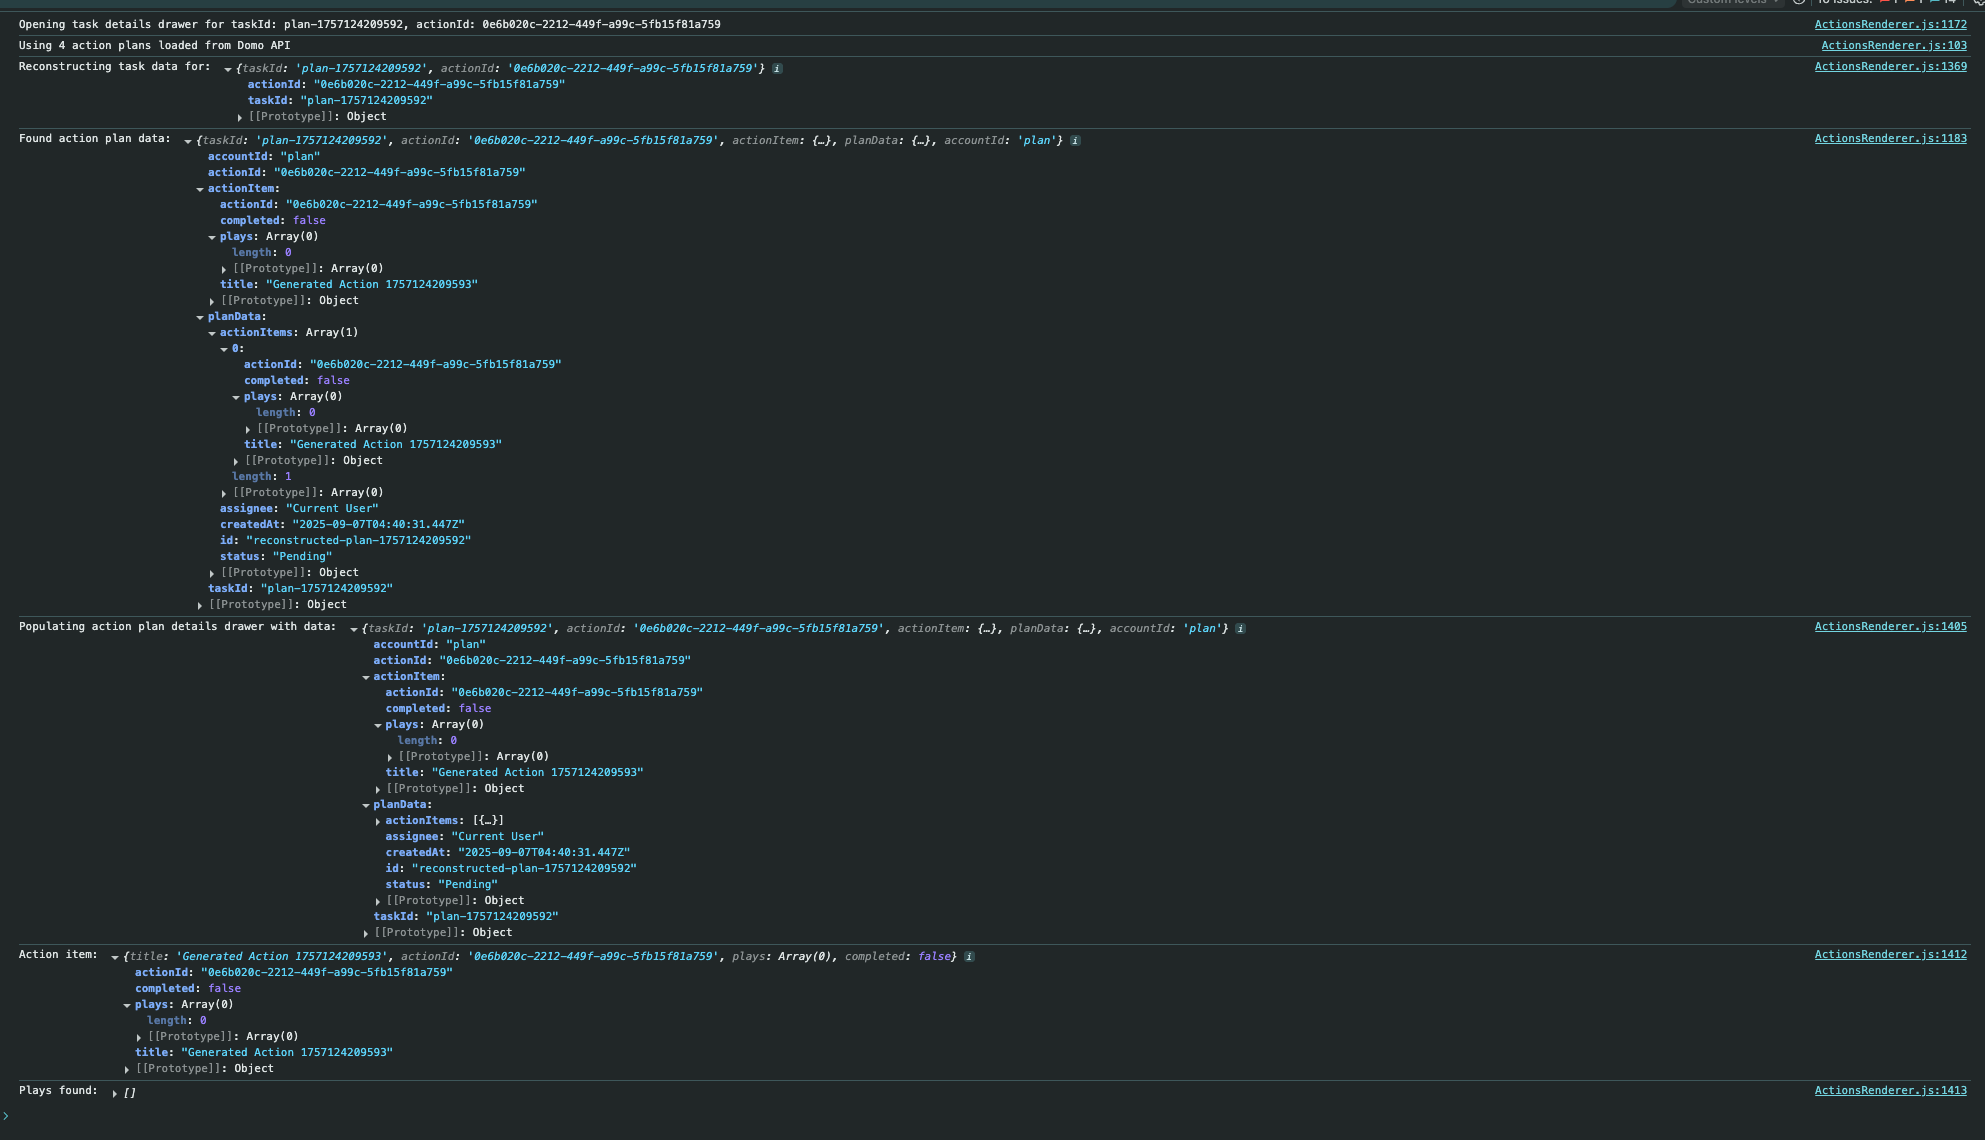 Opening task details drawer for taskId: plan-1757124209592, actionId: 0e6b020c-2212-449f-a99c-5fb15f81a759 ActionsRenderer.js:1172
Using 4 action plans loaded from Domo API ActionsRenderer.js:103
Reconstructing task data for: {taskId: 'plan-1757124209592', actionId: '0e6b020c-2212-449f-a99c-5fb15f81a759'} i ActionsRenderer.js:1369
actionId: "0e6b020c-2212-449f-a99c-5fb15f81a759"
taskId: "plan-1757124209592"
[[Prototype]]: Object
Found action plan data: {taskId: 'plan-1757124209592', actionId: '0e6b020c-2212-449f-a99c-5fb15f81a759', actionItem: {…}, planData: {…}, accountId: 'plan'} i ActionsRenderer.js:1183
accountId: "plan"
actionId: "0e6b020c-2212-449f-a99c-5fb15f81a759"
actionItem:
actionId: "0e6b020c-2212-449f-a99c-5fb15f81a759"
completed: false
plays: Array(0)
length: 0
[[Prototype]]: Array(0)
title: "Generated Action 1757124209593"
[[Prototype]]: Object
planData:
actionItems: Array(1)
0:
actionId: "0e6b020c-2212-449f-a99c-5fb15f81a759"
completed: false
plays: Array(0)
length: 0
[[Prototype]]: Array(0)
title: "Generated Action 1757124209593"
[[Prototype]]: Object
length: 1
[[Prototype]]: Array(0)
assignee: "Current User"
createdAt: "2025-09-07T04:40:31.447Z"
id: "reconstructed-plan-1757124209592"
status: "Pending"
[[Prototype]]: Object
taskId: "plan-1757124209592"
[[Prototype]]: Object
Populating action plan details drawer with data: {taskId: 'plan-1757124209592', actionId: '0e6b020c-2212-449f-a99c-5fb15f81a759', actionItem: {…}, planData: {…}, accountId: 'plan'} i ActionsRenderer.js:1405
accountId: "plan"
actionId: "0e6b020c-2212-449f-a99c-5fb15f81a759"
actionItem:
actionId: "0e6b020c-2212-449f-a99c-5fb15f81a759"
completed: false
plays: Array(0)
length: 0
[[Prototype]]: Array(0)
title: "Generated Action 1757124209593"
[[Prototype]]: Object
planData:
actionItems: [{…}]
assignee: "Current User"
createdAt: "2025-09-07T04:40:31.447Z"
id: "reconstructed-plan-1757124209592"
status: "Pending"
[[Prototype]]: Object
taskId: "plan-1757124209592"
[[Prototype]]: Object
Action item: {title: 'Generated Action 1757124209593', actionId: '0e6b020c-2212-449f-a99c-5fb15f81a759', plays: Array(0), completed: false} i ActionsRenderer.js:1412
actionId: "0e6b020c-2212-449f-a99c-5fb15f81a759"
completed: false
plays: Array(0)
length: 0
[[Prototype]]: Array(0)
title: "Generated Action 1757124209593"
[[Prototype]]: Object
Plays found: [] ActionsRenderer.js:1413